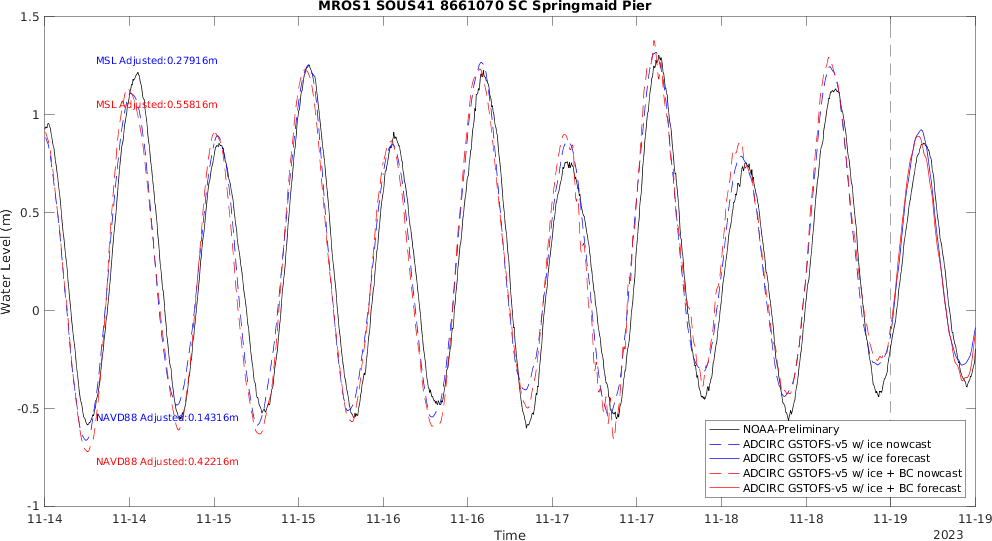 MROS1 SOUS41 8661070 SC Springmaid Pier
1.5
MSL Adjusted:0.27916m
MSL Adjusted:0.55816m
1
0.5
Water Level (m)
0
-0.5
NAVD88 Adjusted:0.14316m
NAVD88 Adjusted:0.42216m
NOAA-Preliminary
ADCIRC GSTOFS-v5 w/ ice nowcast
ADCIRC GSTOFS-v5 w/ ice forecast
ADCIRC GSTOFS-v5 w/ ice + BC nowcast
ADCIRC GSTOFS-v5 w/ ice + BC forecast
-1
11-14 11-14 11-15 11-15 11-16 11-16 11-17 11-17 11-18 11-18 11-19 11-19
Time
2023